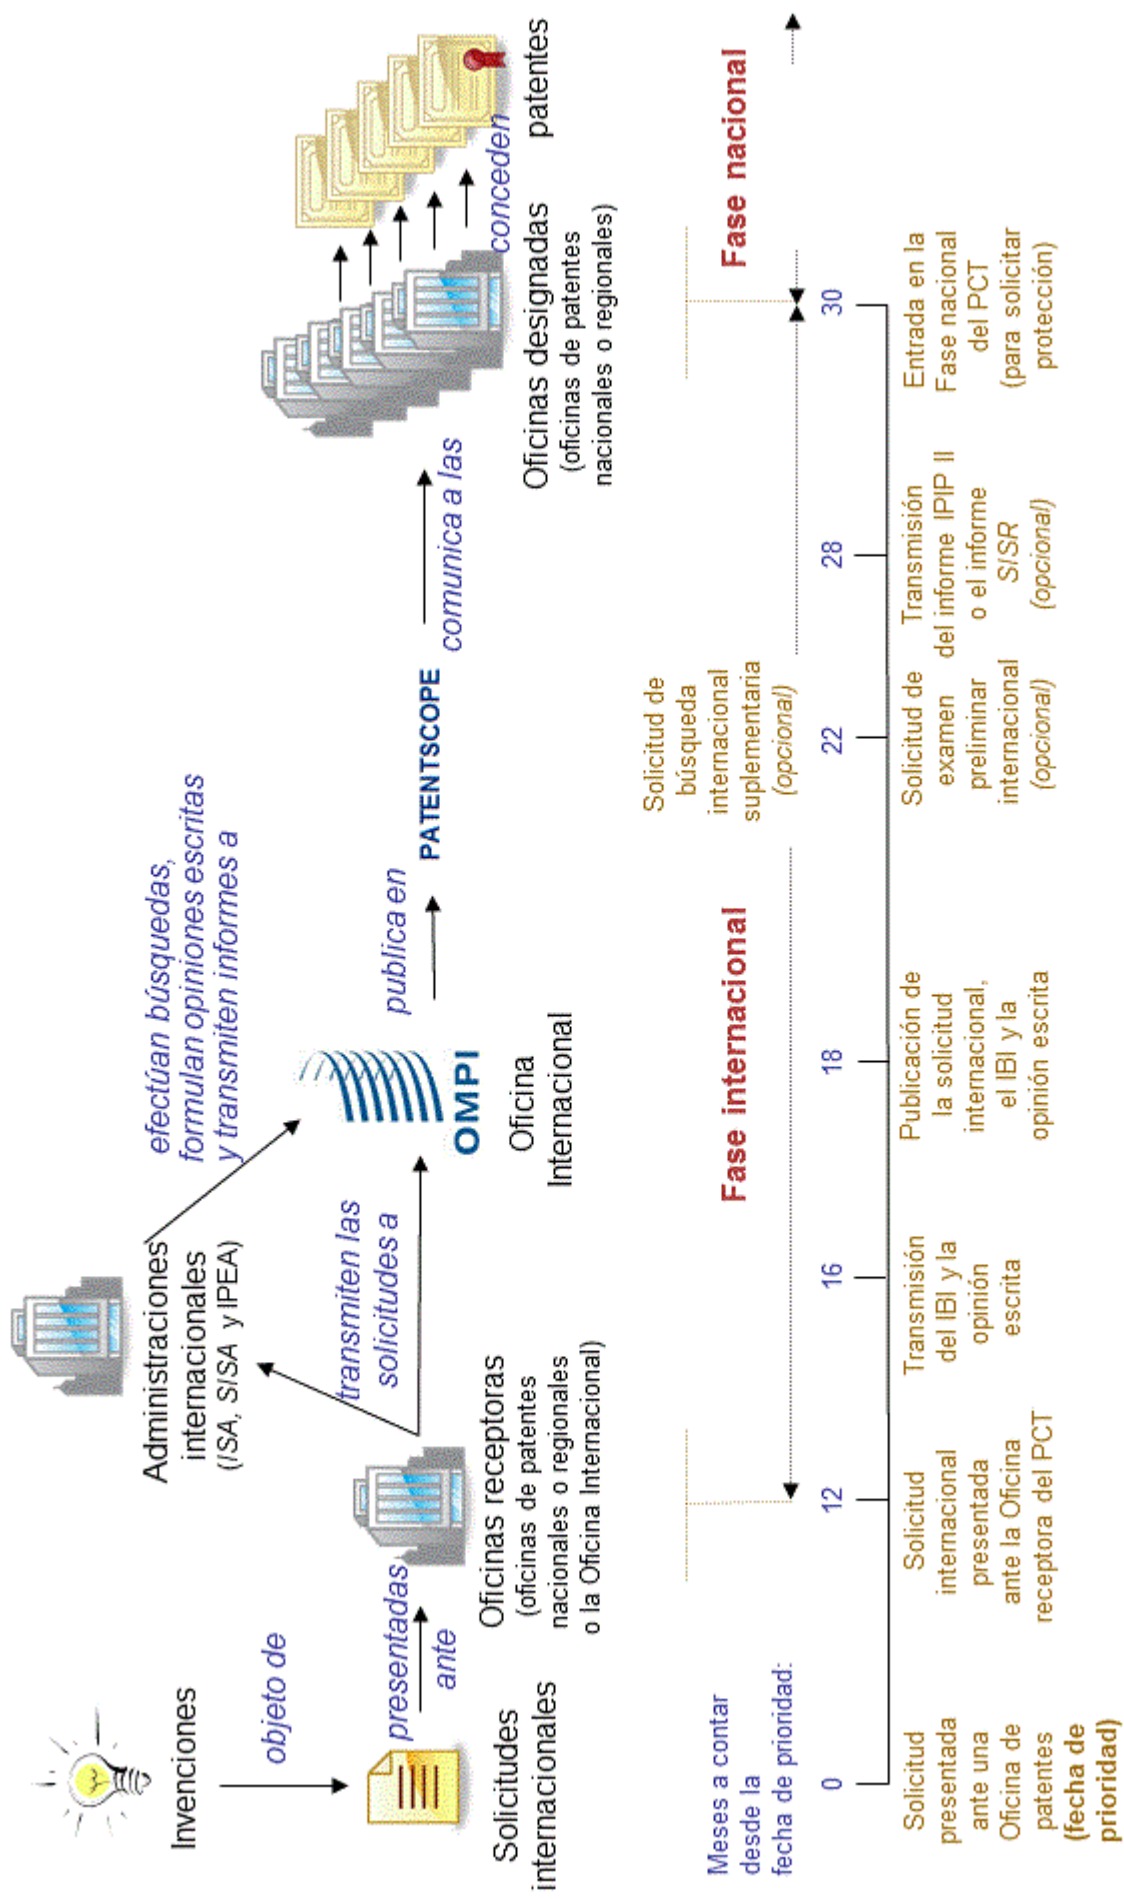 Invenciones
objeto de
Solicitudes
internacionales
presentadas
ante
Oficinas receptoras
(oficinas de patentes
nacionales o regionales
o la Oficina Internacional)
Administraciones
internacionales
(ISA, SISA y IPEA)
transmiten las
solicitudes a
efectúan búsquedas,
formulan opiniones escritas
y transmiten informes a
OMPI
Oficina
Internacional
publica en
PATENTSCOPE
comunica a las
Oficinas designadas
(oficinas de patentes
nacionales o regionales)
conceden
patentes
Meses a contar
desde la
fecha de prioridad:
Fase internacional
Solicitud de
búsqueda
internacional
suplementaria
(opcional)
Fase nacional
0
12
16
18
22
28
30
Solicitud
presentada
ante una
Oficina de
patentes
(fecha de
prioridad)
Solicitud
internacional
presentada
ante la Oficina
receptora del PCT
Transmisión
del IBI y la
opinión
escrita
Publicación de
la solicitud
internacional,
el IBI y la
opinión escrita
Solicitud de
examen
preliminar
internacional
(opcional)
Transmisión
del informe IPIP II
o el informe
SISR
(opcional)
Entrada en la
Fase nacional
del PCT
(para solicitar
protección)